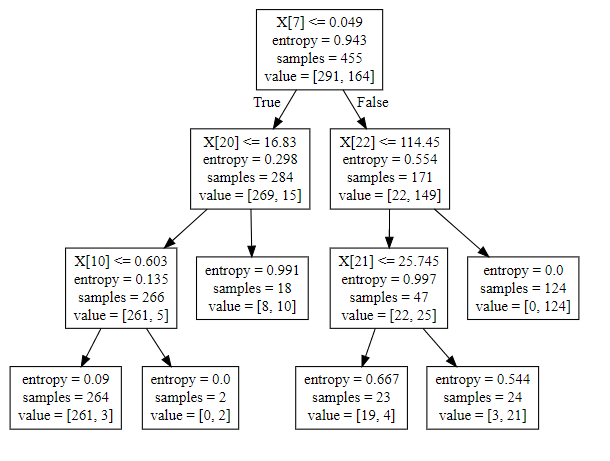 X[7] <= 0.049
entropy = 0.943
samples = 455
value = [291, 164]
True
False
X[20] <= 16.83
entropy = 0.298
samples = 284
value = [269, 15]
X[22] <= 114.45
entropy = 0.554
samples = 171
value = [22, 149]
X[10] <= 0.603
entropy = 0.135
samples = 266
value = [261, 5]
entropy = 0.991
samples = 18
value = [8, 10]
X[21] <= 25.745
entropy = 0.997
samples = 47
value = [22, 25]
entropy = 0.0
samples = 124
value = [0, 124]
entropy = 0.09
samples = 264
value = [261, 3]
entropy = 0.0
samples = 2
value = [0, 2]
entropy = 0.667
samples = 23
value = [19, 4]
entropy = 0.544
samples = 24
value = [3, 21]